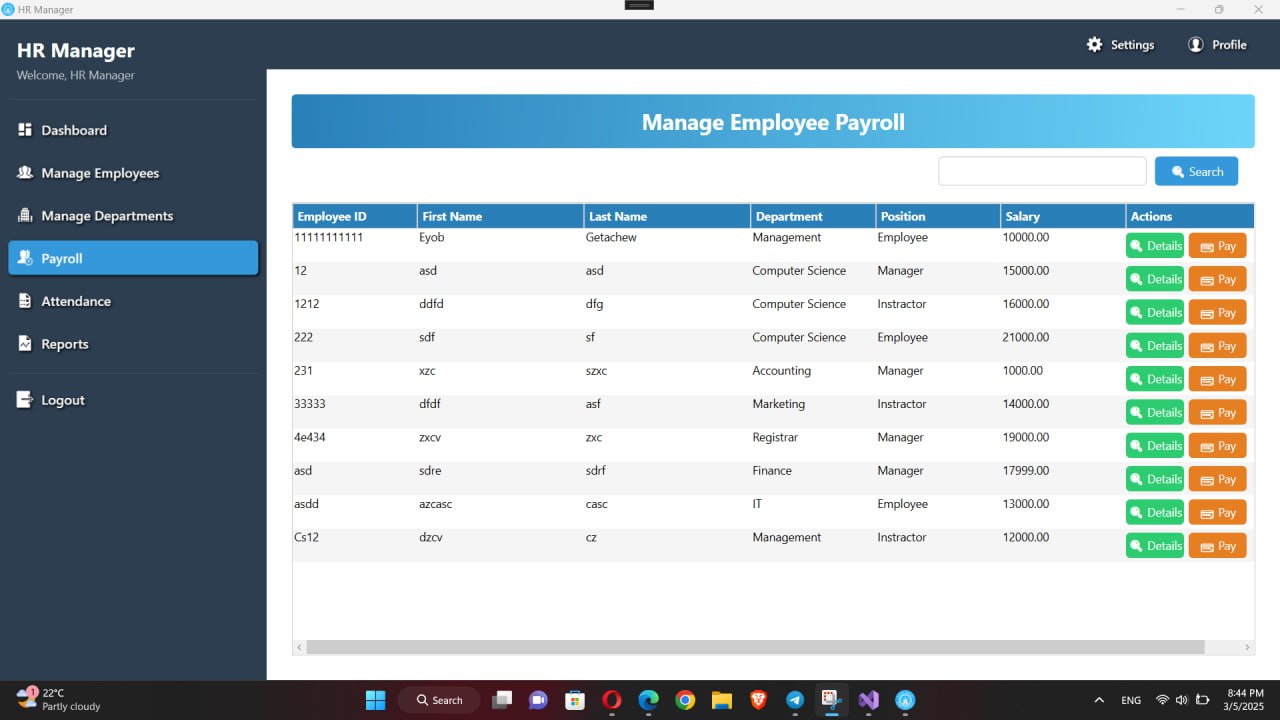 HR Manager
HR Manager
Welcome, HR Manager
Settings Profile
Dashboard
Manage Employees
Manage Departments
Payroll
Attendance
Reports
Logout
Manage Employee Payroll
Search
Employee ID First Name Last Name Department Position Salary Actions
11111111111 Eyob Getachew Management Employee 10000.00 Details Pay
12 asd asd Computer Science Manager 15000.00 Details Pay
1212 ddfd dfg Computer Science Instructor 16000.00 Details Pay
222 sdf sf Computer Science Employee 21000.00 Details Pay
231 xzc szxc Accounting Manager 1000.00 Details Pay
33333 dfdf asf Marketing Instructor 14000.00 Details Pay
4e434 zxcv zxc Registrar Manager 19000.00 Details Pay
asd sdre sdrf Finance Manager 17999.00 Details Pay
asdd azcasc casc IT Employee 13000.00 Details Pay
Cs12 dzcv cz Management Instructor 12000.00 Details Pay
1
22°C
Partly cloudy
Search
ENG
8:44 PM
3/5/2025